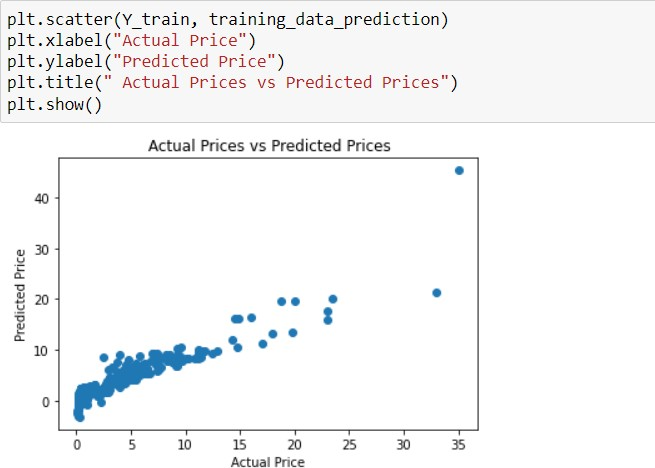 plt.scatter(Y_train, training_data_prediction)
plt.xlabel("Actual Price")
plt.ylabel("Predicted Price")
plt.title(" Actual Prices vs Predicted Prices")
plt.show()
Actual Prices vs Predicted Prices
Predicted Price
40
30
20
10
0
0 5 10 15 20 25 30 35
Actual Price